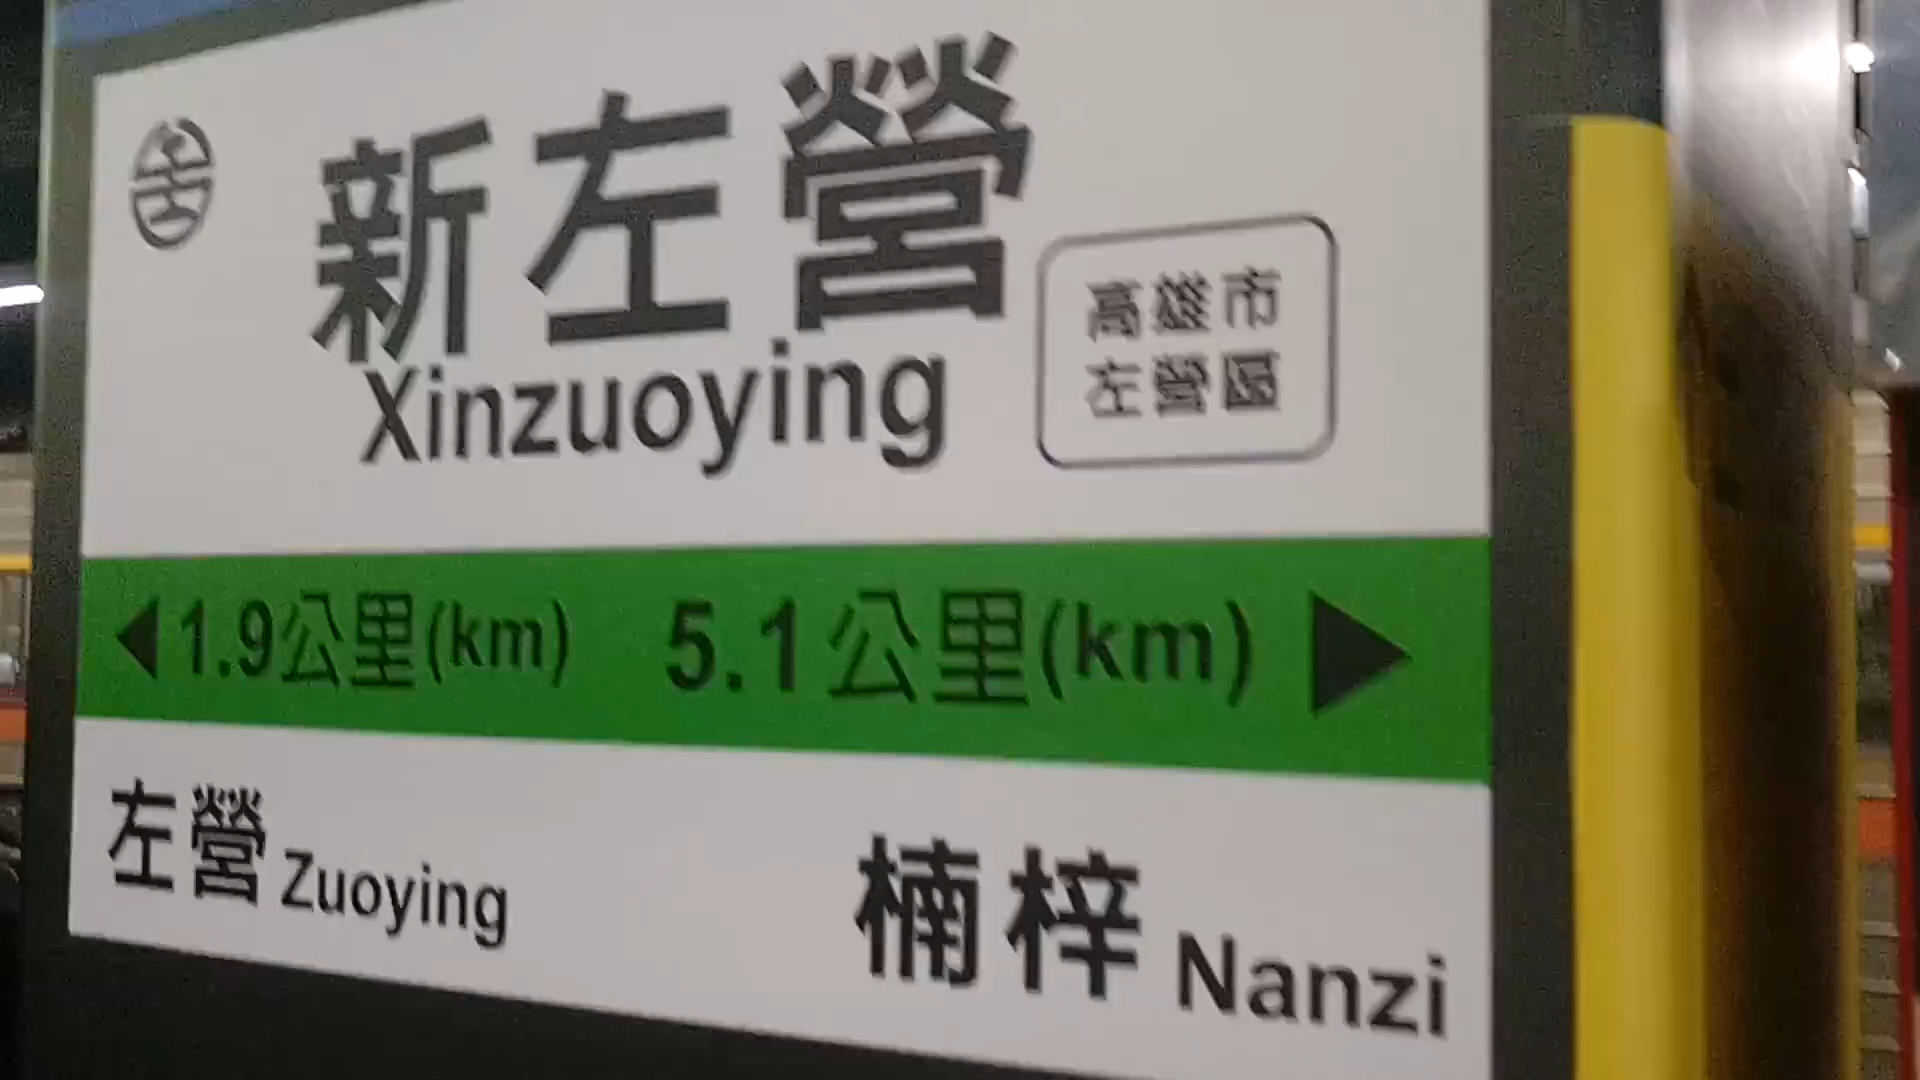 新左營
Xinzuoying
高雄市
左營區
◀1.9公里(km) 5.1公里(km)▶
左營 Zuoying
楠梓 Nanzi